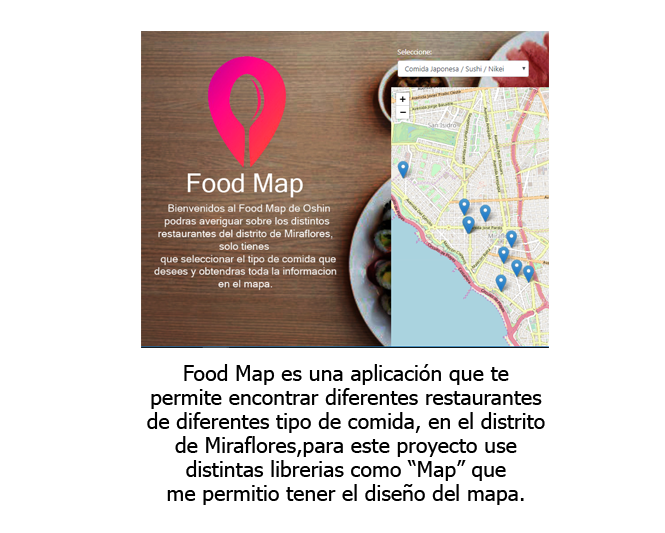 Seleccione:
Comida Japonesa / Sushi / Nikei
+
−
San Isidro
Food Map
Bienvenidos al Food Map de Oshin
podras averiguar sobre los distintos
restaurantes del distrito de Miraflores,
solo tienes
que seleccionar el tipo de comida que
desees y obtendras toda la informacion
en el mapa.
Food Map es una aplicación que te
permite encontrar diferentes restaurantes
de diferentes tipo de comida, en el distrito
de Miraflores,para este proyecto use
distintas librerias como “Map” que
me permitio tener el diseño del mapa.